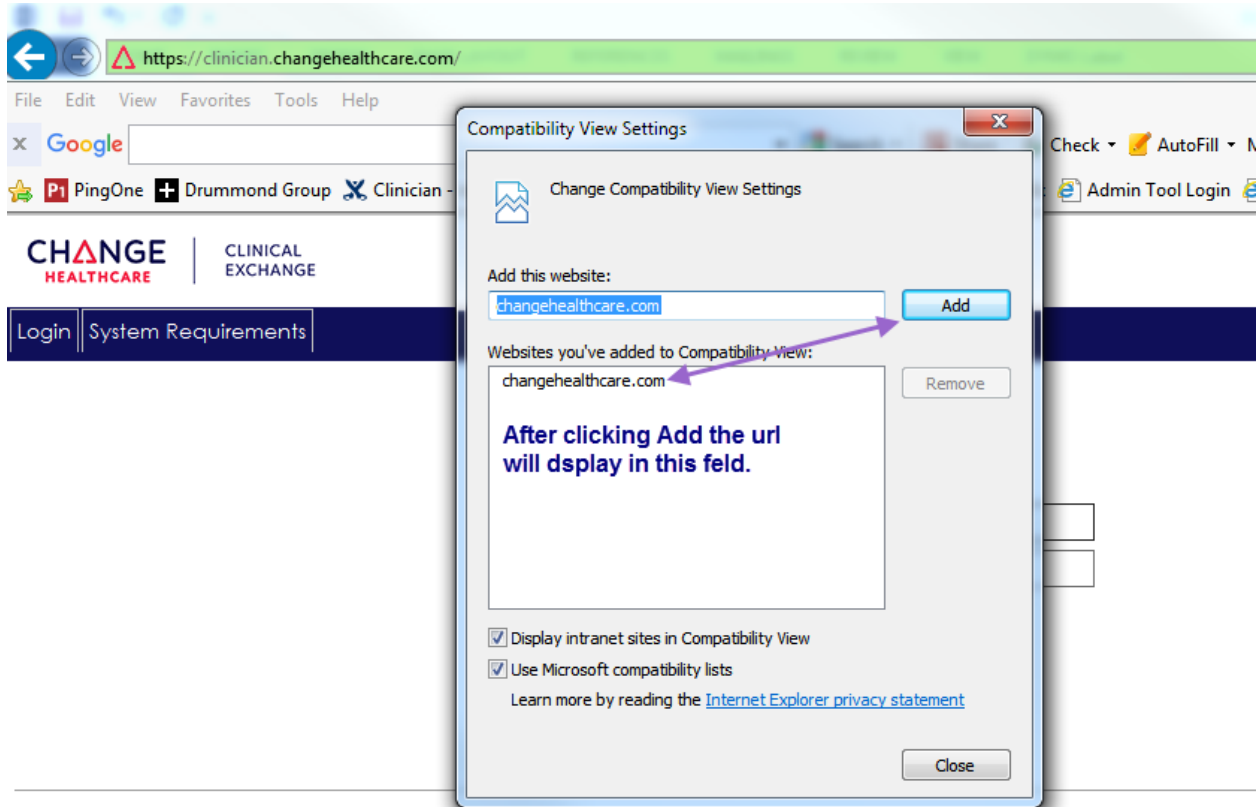 https://clinician.changehealthcare.com/
File Edit View Favorites Tools Help
x Google
Check AutoFill
P1 PingOne Drummond Group Clinician - Admin Tool Login
CHANGE HEALTHCARE
CLINICAL EXCHANGE
Login System Requirements
Compatibility View Settings
Change Compatibility View Settings
Add this website:
changehealthcare.com Add
Websites you've added to Compatibility View:
changehealthcare.com Remove
After clicking Add the url
will dsplay in this feld.
Display intranet sites in Compatibility View
Use Microsoft compatibility lists
Learn more by reading the Internet Explorer privacy statement
Close